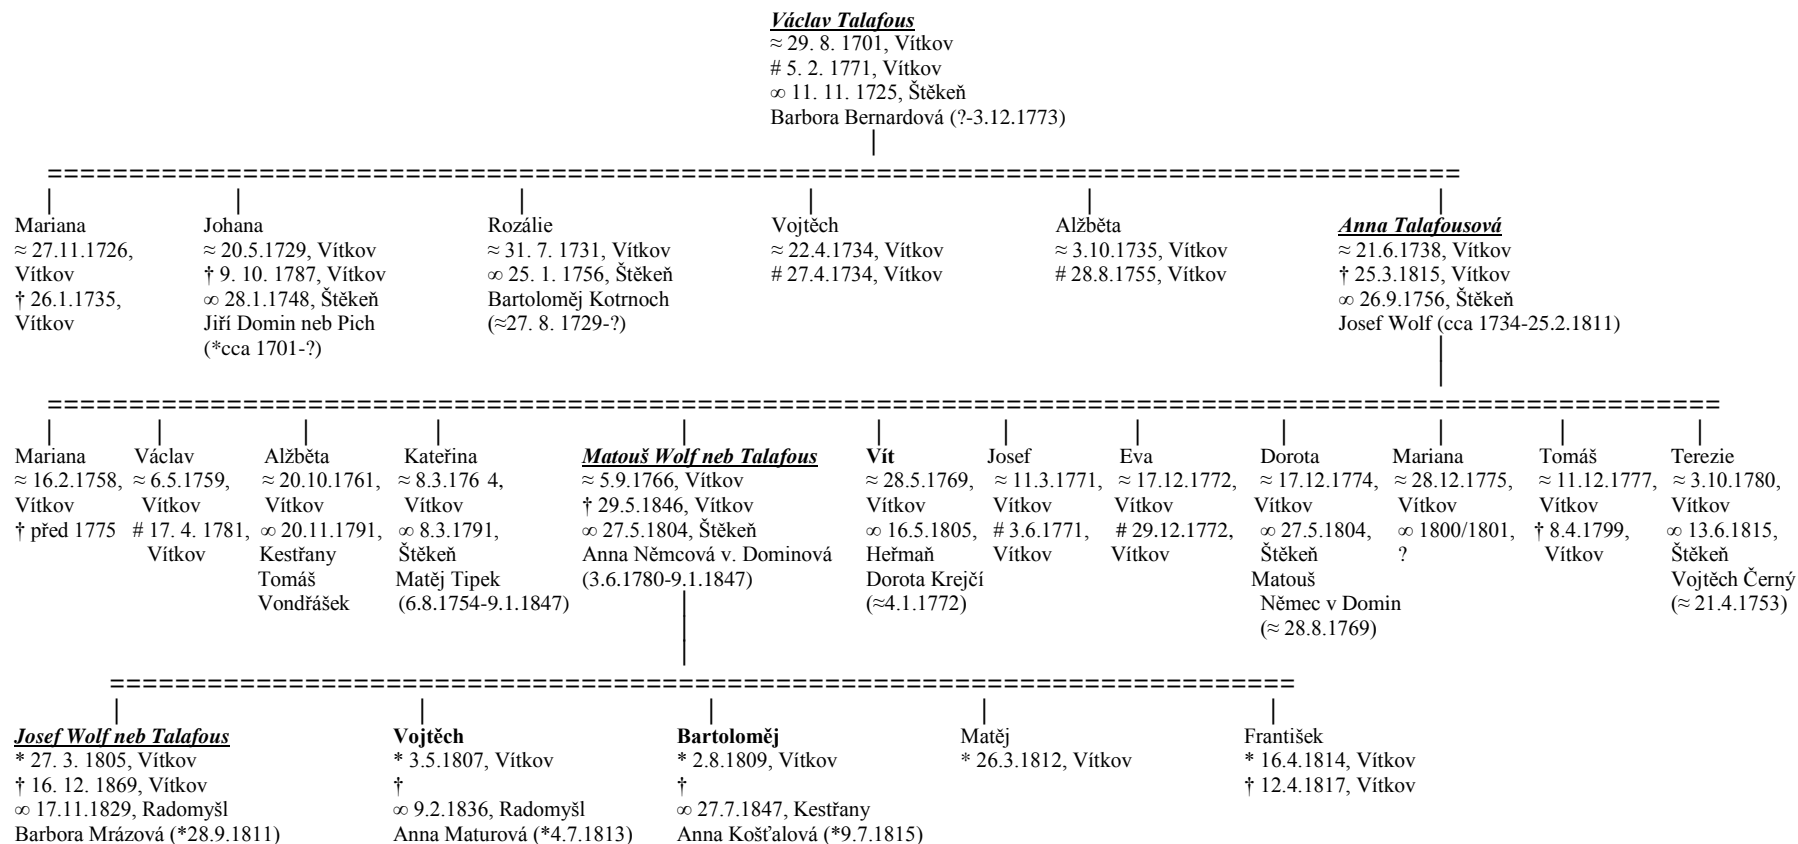 Václav Talafous
≈ 29. 8. 1701, Vítkov
# 5. 2. 1771, Vítkov
∞ 11. 11. 1725, Štěkeň
Barbora Bernardová (?-3.12.1773)
Mariana
≈ 27.11.1726,
Vítkov
† 26.1.1735,
Vítkov
Johana
≈ 20.5.1729, Vítkov
† 9. 10. 1787, Vítkov
∞ 28.1.1748, Štěkeň
Jiří Domin neb Pich
(*cca 1701-?)
Rozálie
≈ 31. 7. 1731, Vítkov
∞ 25. 1. 1756, Štěkeň
Bartoloměj Kotrnoch
(≈27. 8. 1729-?)
Vojtěch
≈ 22.4.1734, Vítkov
# 27.4.1734, Vítkov
Alžběta
≈ 3.10.1735, Vítkov
# 28.8.1755, Vítkov
Anna Talafousová
≈ 21.6.1738, Vítkov
† 25.3.1815, Vítkov
∞ 26.9.1756, Štěkeň
Josef Wolf (cca 1734-25.2.1811)
Mariana
≈ 16.2.1758,
Vítkov
† před 1775
Václav
≈ 6.5.1759,
Vítkov
# 17. 4. 1781,
Vítkov
Alžběta
≈ 20.10.1761,
Vítkov
∞ 20.11.1791,
Kestřany
Tomáš
Vondřášek
Kateřina
≈ 8.3.176 4,
Vítkov
∞ 8.3.1791,
Štěkeň
Matěj Tipek
(6.8.1754-9.1.1847)
Matouš Wolf neb Talafous
≈ 5.9.1766, Vítkov
† 29.5.1846, Vítkov
∞ 27.5.1804, Štěkeň
Anna Němcová v. Dominová
(3.6.1780-9.1.1847)
Vít
≈ 28.5.1769,
Vítkov
∞ 16.5.1805,
Heřmaň
Dorota Krejčí
(≈4.1.1772)
Josef
≈ 11.3.1771,
Vítkov
# 3.6.1771,
Vítkov
Eva
≈ 17.12.1772,
Vítkov
# 29.12.1772,
Vítkov
Dorota
≈ 17.12.1774,
Vítkov
∞ 27.5.1804,
Štěkeň
Matouš
Němec v Domin
(≈ 28.8.1769)
Mariana
≈ 28.12.1775,
Vítkov
∞ 1800/1801,
?
Tomáš
≈ 11.12.1777,
Vítkov
† 8.4.1799,
Vítkov
Terezie
≈ 3.10.1780,
Vítkov
∞ 13.6.1815,
Štěkeň
Vojtěch Černý
(≈ 21.4.1753)
Josef Wolf neb Talafous
* 27. 3. 1805, Vítkov
† 16. 12. 1869, Vítkov
∞ 17.11.1829, Radomyšl
Barbora Mrázová (*28.9.1811)
Vojtěch
* 3.5.1807, Vítkov
†
∞ 9.2.1836, Radomyšl
Anna Maturová (*4.7.1813)
Bartoloměj
* 2.8.1809, Vítkov
†
∞ 27.7.1847, Kestřany
Anna Košťalová (*9.7.1815)
Matěj
* 26.3.1812, Vítkov
František
* 16.4.1814, Vítkov
† 12.4.1817, Vítkov